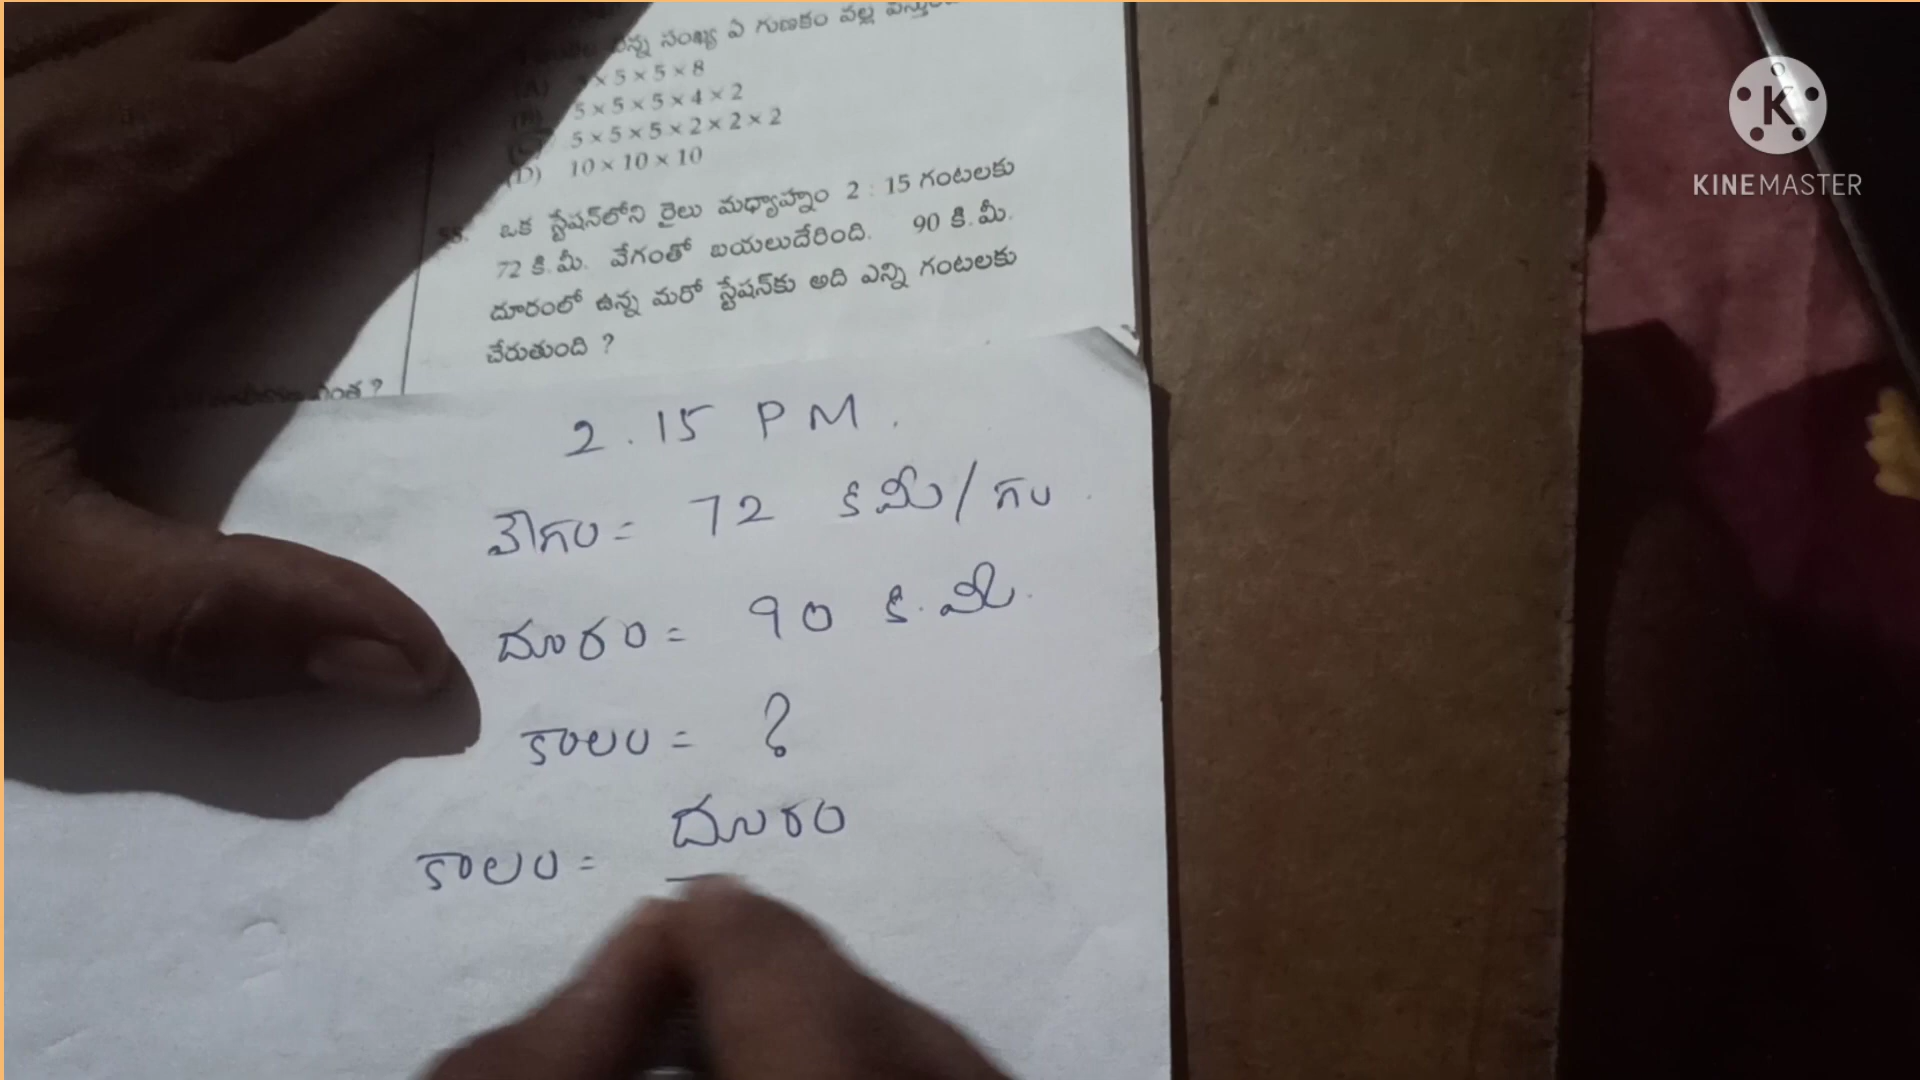 సంఖ్య ఏ గుణకం వల్ల
× 5 × 5 × 8
5 × 5 × 5 × 4 × 2
5 × 5 × 5 × 2 × 2 × 2
(D) 10 × 10 × 10
ఒక స్టేషన్‌లోని రైలు మధ్యాహ్నం 2 : 15 గంటలకు
72 కి.మీ. వేగంతో బయలుదేరింది. 90 కి.మీ.
దూరంలో ఉన్న మరో స్టేషన్‌కు అది ఎన్ని గంటలకు
చేరుతుంది ?
2.15 PM.
వేగం = 72 కిమీ/గం
దూరం = 90 కి.మీ.
కాలం = ?
కాలం = దూరం
KINEMASTER